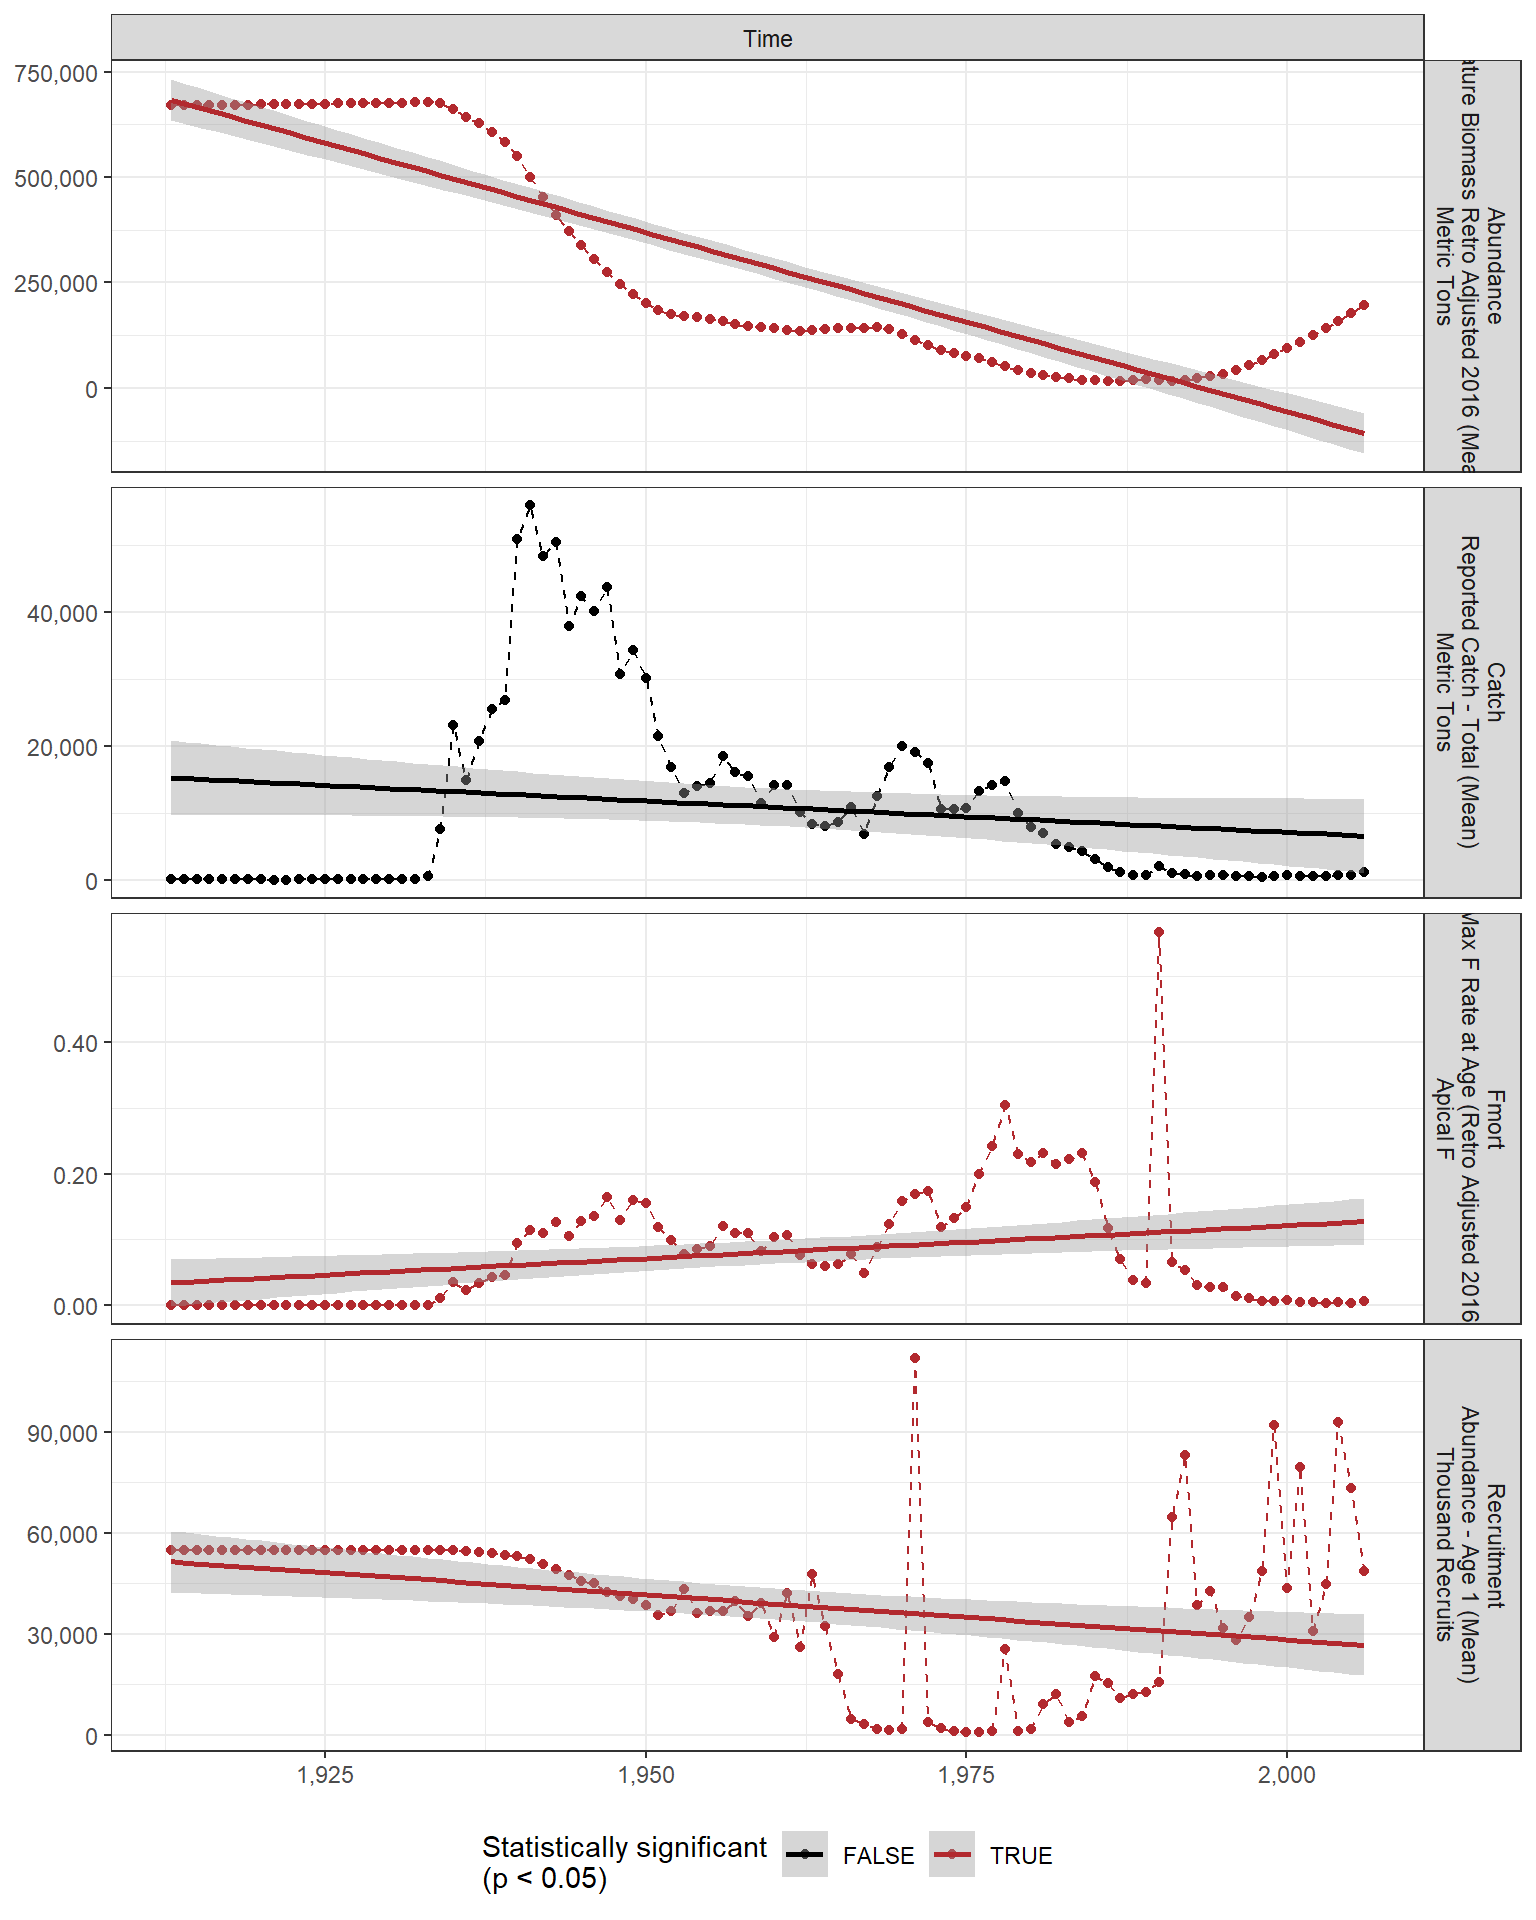 Time
750,000
500,000
250,000
0
Abundance
Biomass Retro Adjusted 2016
Metric Tons
40,000
20,000
0
Catch
Reported Catch - Total (Mean)
Metric Tons
0.40
0.20
0.00
Fmort
Max F Rate at Age (Retro Adjusted 2016
Apical F
90,000
60,000
30,000
0
Recruitment
Abundance - Age 1 (Mean)
Thousand Recruits
1,925
1,950
1,975
2,000
Statistically significant
(p < 0.05)
FALSE
TRUE